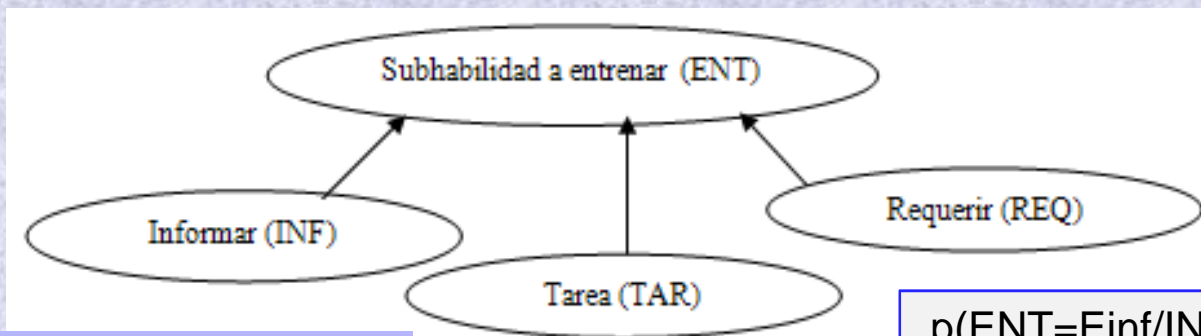 Subhabilidad a entrenar (ENT)
Informar (INF)
Requerir (REQ)
Tarea (TAR)
p(ENT=Einf/IN